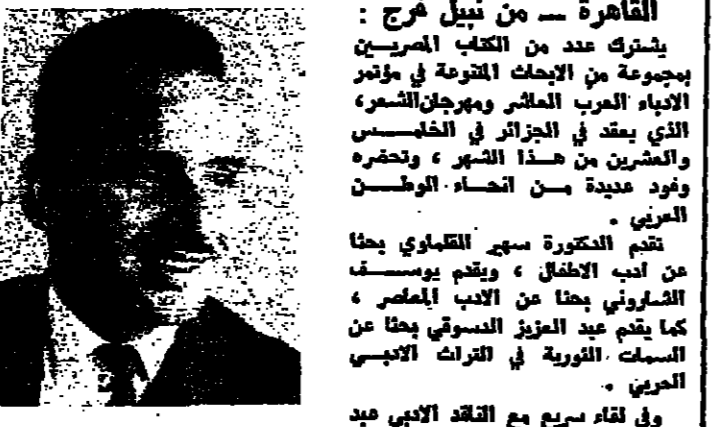 القاهرة — من نبيل فرج :
يشترك عدد من الكتاب المصريين
بمجموعة من الابحاث المتنوعة في مؤتمر
الادباء العرب العاشر ومهرجان الشعر،
الذي يعقد في الجزائر في الخامس
والعشرين من هذا الشهر ، وتحضره
وفود عديدة من انحاء الوطن
العربي .
تقدم الدكتورة سهير القلماوي بحثا
عن ادب الاطفال ، ويقدم يوسف
الشاروني بحثا عن الادب المعاصر ،
كما يقدم عبد العزيز الدسوقي بحثا عن
السمات الثورية في التراث الادبي
العربي .
وفي لقاء سريع مع الناقد الادبي عبد